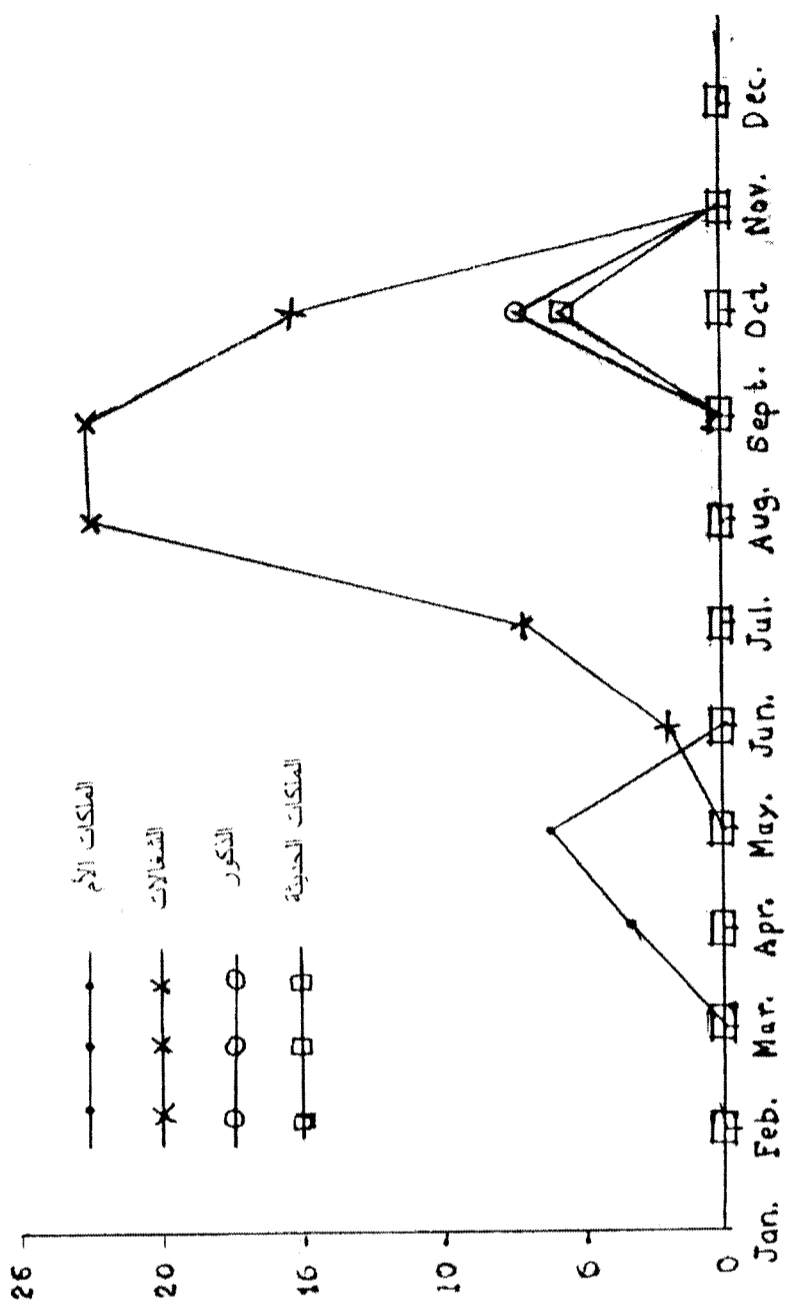 الملكات الأم
الشغالات
الذكور
الملكات الحديثة
26
20
16
10
6
0
Jan. Feb. Mar. Apr. May. Jun. Jul. Aug. Sept. Oct Nov. Dec.